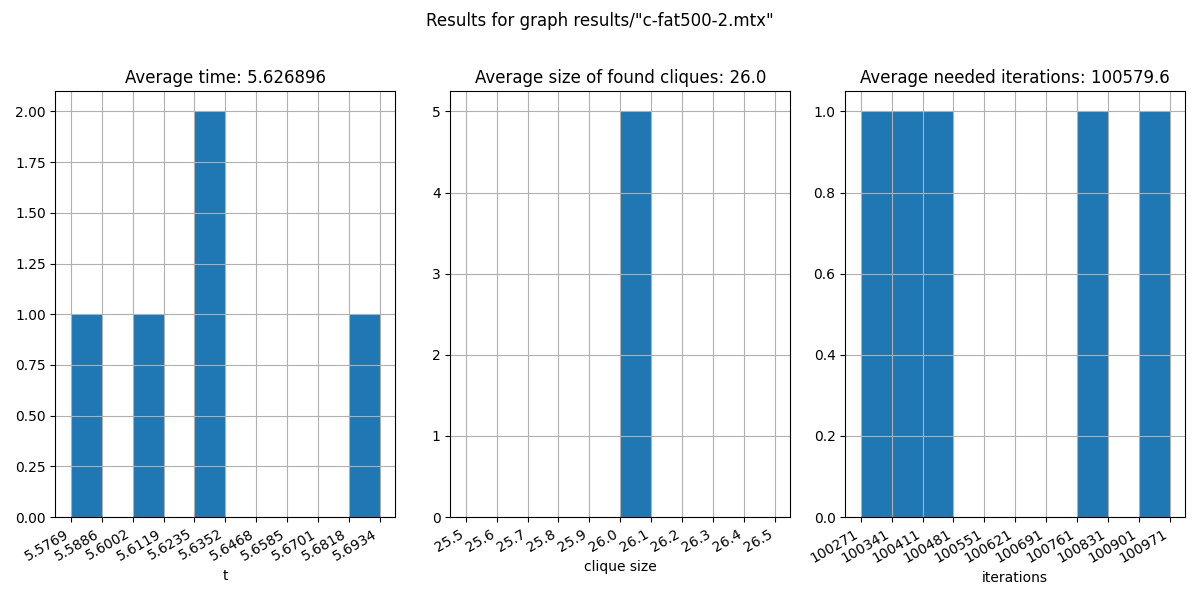 Results for graph results/"c-fat500-2.mtx"
Average time: 5.626896
2.00
1.75
1.50
1.25
1.00
0.75
0.50
0.25
0.00
5.5769 5.5886 5.6002 5.6119 5.6235 5.6352 5.6468 5.6585 5.6701 5.6818 5.6934
t
Average size of found cliques: 26.0
5
4
3
2
1
0
25.5 25.6 25.7 25.8 25.9 26.0 26.1 26.2 26.3 26.4 26.5
clique size
Average needed iterations: 100579.6
1.0
0.8
0.6
0.4
0.2
0.0
100271 100341 100411 100481 100551 100621 100691 100761 100831 100901 100971
iterations